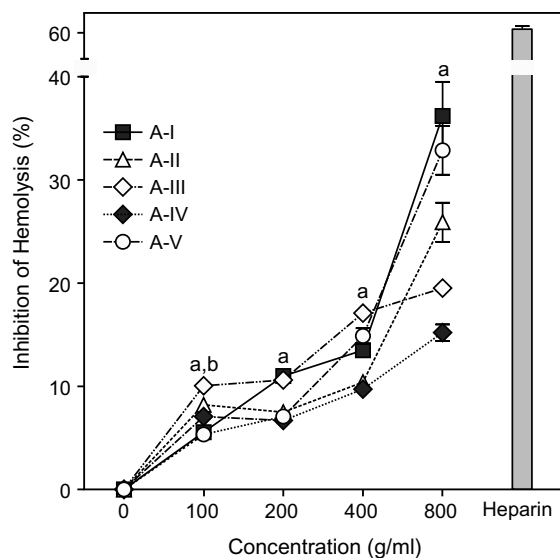 60
40
30
20
10
0
Inhibition of Hemolysis (%)
A-I
A-II
A-III
A-IV
A-V
a,b
a
a
a
0
100
200
400
800
Heparin
Concentration (g/ml)